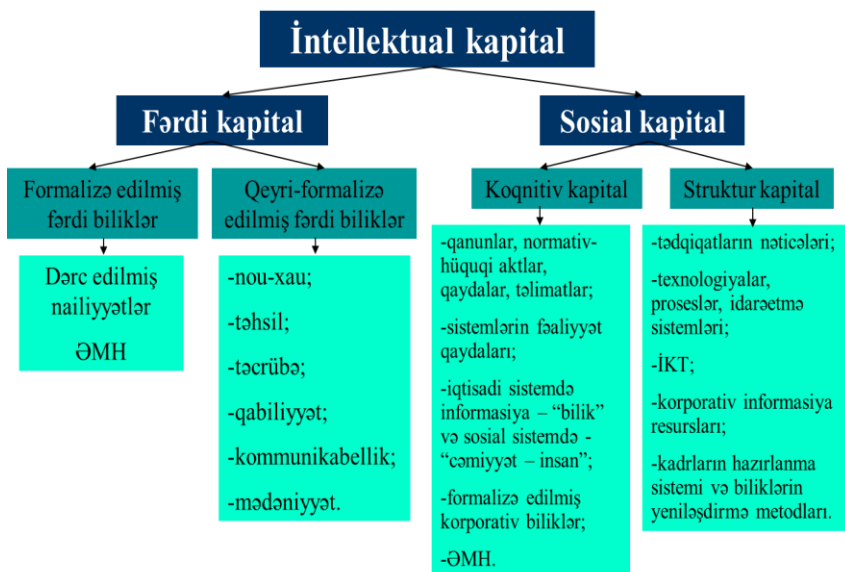 İntellektual kapital
Fərdi kapital
Sosial kapital
Formalizə edilmiş
fərdi biliklər
Qeyri-formalizə
edilmiş fərdi biliklər
Koqnitiv kapital
Struktur kapital
Dərc edilmiş
nailiyyətlər
ƏMH
-nou-xau;
-təhsil;
-təcrübə;
-qabiliyyət;
-kommunikabellik;
-mədəniyyət.
-qanunlar, normativ-
hüquqi aktlar,
qaydalar, təlimatlar;
-sistemlərin fəaliyyət
qaydaları;
-iqtisadi sistemdə
informasiya – “bilik”
və sosial sistemdə -
“cəmiyyət – insan”;
-formalizə edilmiş
korporativ biliklər;
-ƏMH.
-tədqiqatların nəticələri;
-texnologiyalar,
proseslər, idarəetmə
sistemləri;
-İKT;
-korporativ informasiya
resursları;
-kadrların hazırlanma
sistemi və biliklərin
yeniləşdirmə metodları.